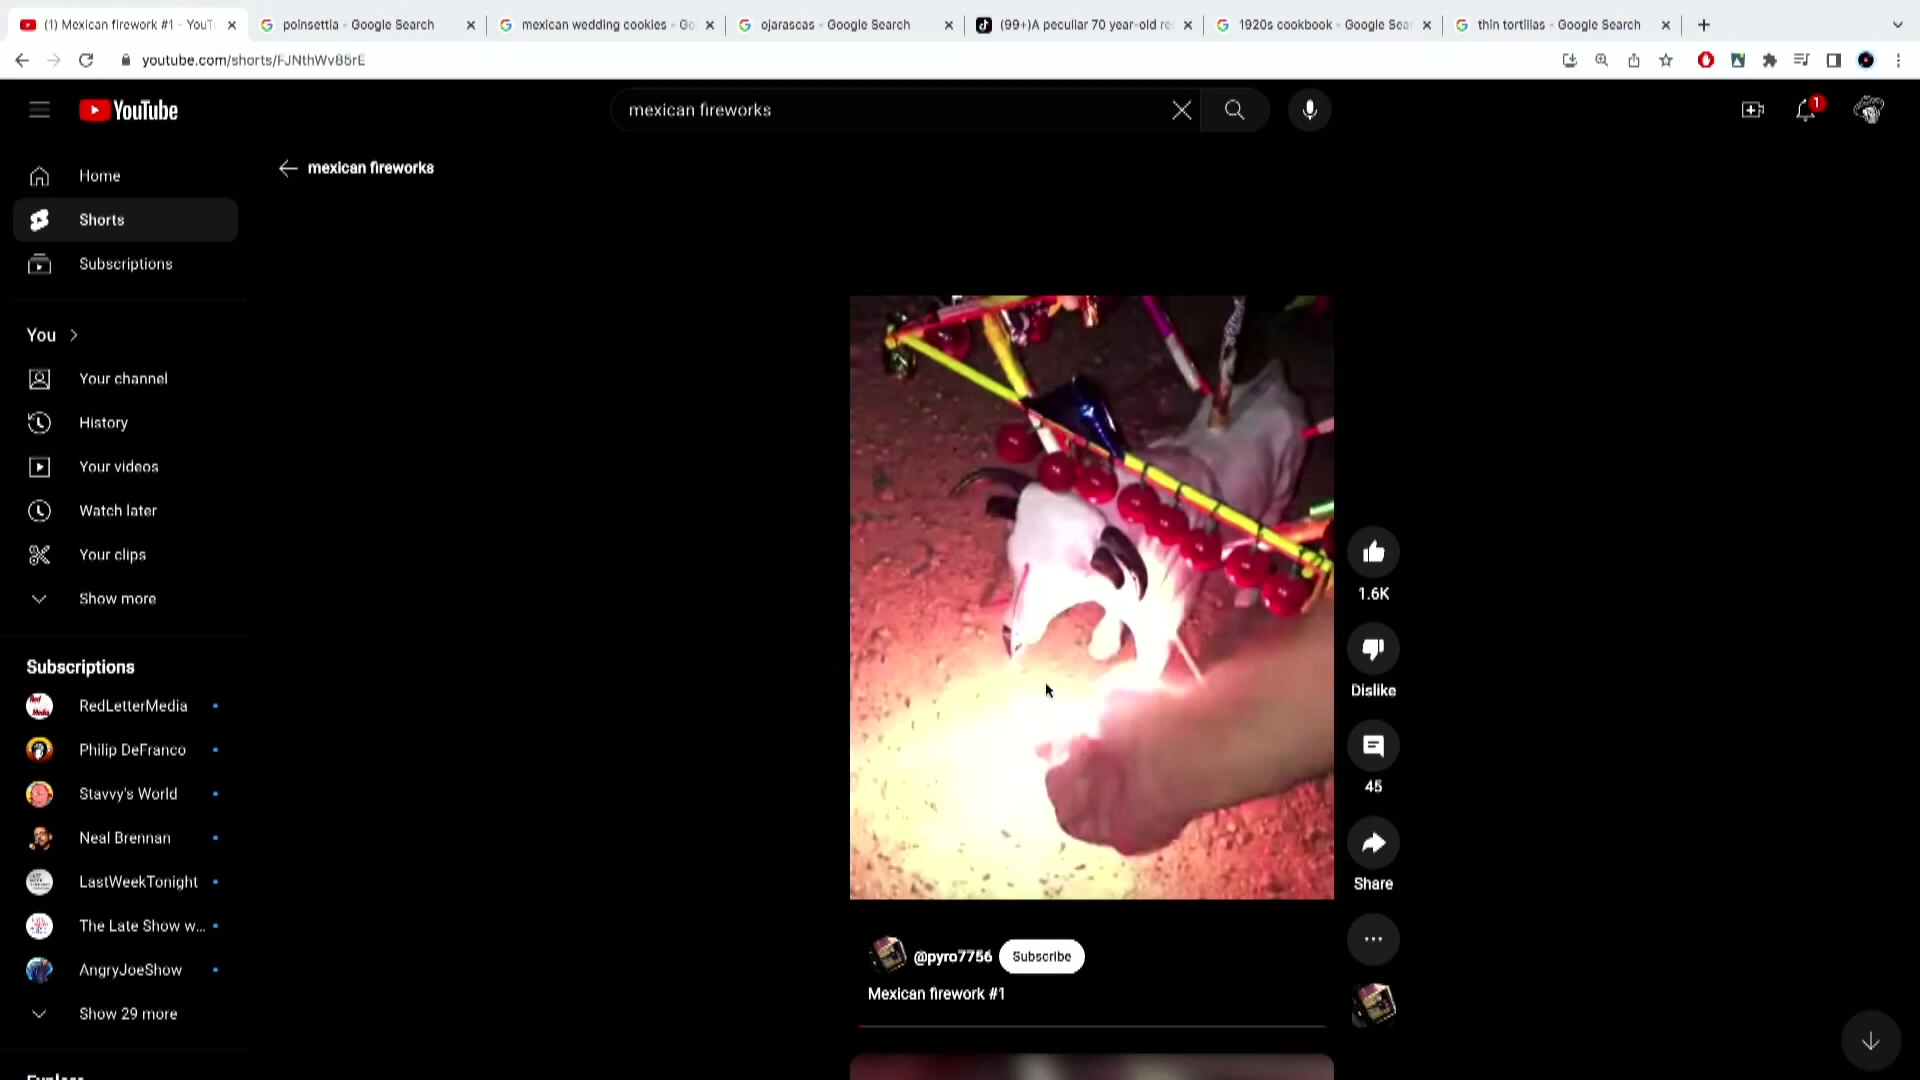 (1) Mexican firework #1 - YouT
poinsettia - Google Search
mexican wedding cookies - Go
ojarascas - Google Search
(99+)A peculiar 70 year-old re
1920s cookbook - Google Sear
thin tortillas - Google Search
youtube.com/shorts/FJNthWv85rE
YouTube
mexican fireworks
1
mexican fireworks
Home
Shorts
Subscriptions
You
Your channel
History
Your videos
Watch later
Your clips
Show more
Subscriptions
RedLetterMedia
Philip DeFranco
Stavvy's World
Neal Brennan
LastWeekTonight
The Late Show w...
AngryJoeShow
Show 29 more
Explore
1.6K
Dislike
45
Share
@pyro7756
Subscribe
Mexican firework #1